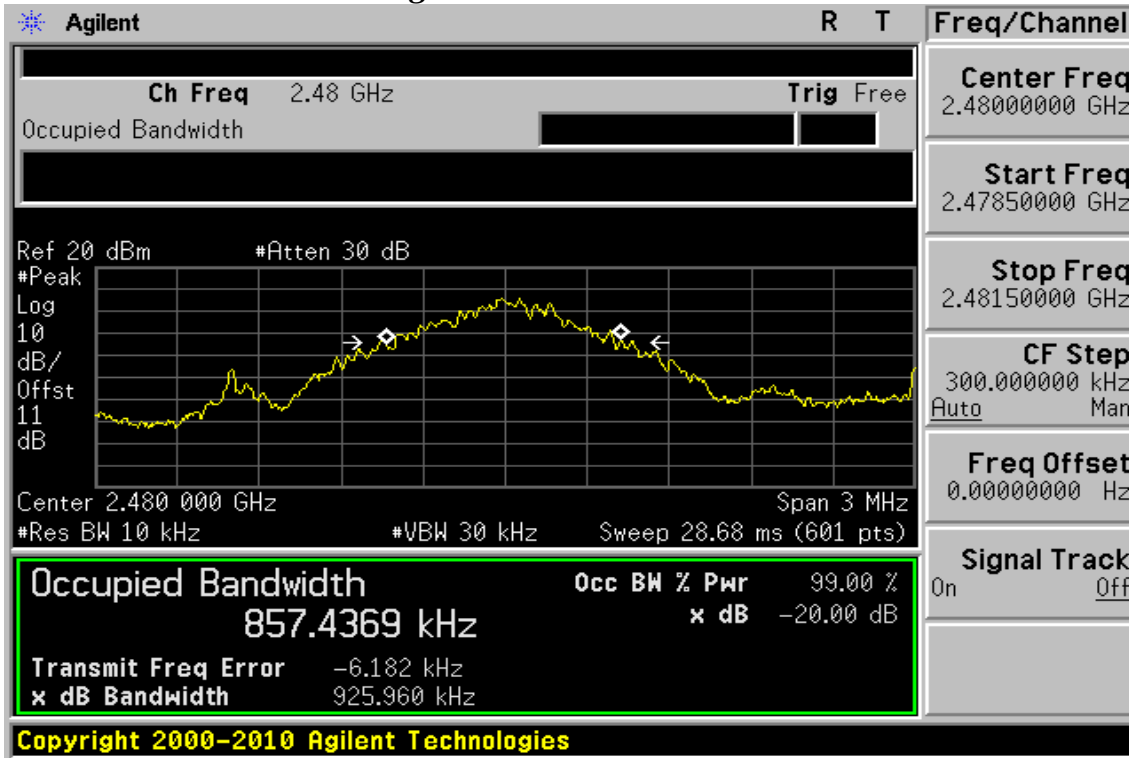 Agilent R T Freq/Channel
Ch Freq 2.48 GHz Trig Free
Occupied Bandwidth
Center Freq
2.48000000 GHz
Start Freq
2.47850000 GHz
Stop Freq
2.48150000 GHz
CF Step
300.000000 kHz
Auto Man
Freq Offset
0.00000000 Hz
Signal Track
On Off
Ref 20 dBm #Atten 30 dB
#Peak
Log
10
dB/
Offst
11
dB
Center 2.480 000 GHz Span 3 MHz
#Res BW 10 kHz #VBW 30 kHz Sweep 28.68 ms (601 pts)
Occupied Bandwidth Occ BW % Pwr 99.00 %
857.4369 kHz x dB -20.00 dB
Transmit Freq Error -6.182 kHz
x dB Bandwidth 925.960 kHz
Copyright 2000-2010 Agilent Technologies